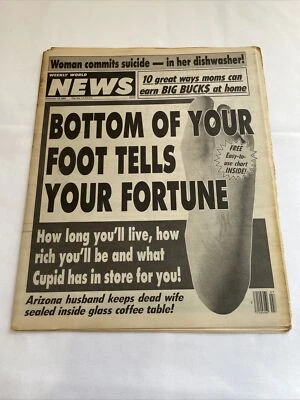 Woman commits suicide — in her dishwasher!
WEEKLY WORLD
NEWS
10 great ways moms can
earn BIG BUCK$ at home
BOTTOM OF YOUR
FOOT TELLS
YOUR FORTUNE
FREE
Easy-to-
use chart
INSIDE!
How long you'll live, how
rich you'll be and what
Cupid has in store for you!
Arizona husband keeps dead wife
sealed inside glass coffee table!